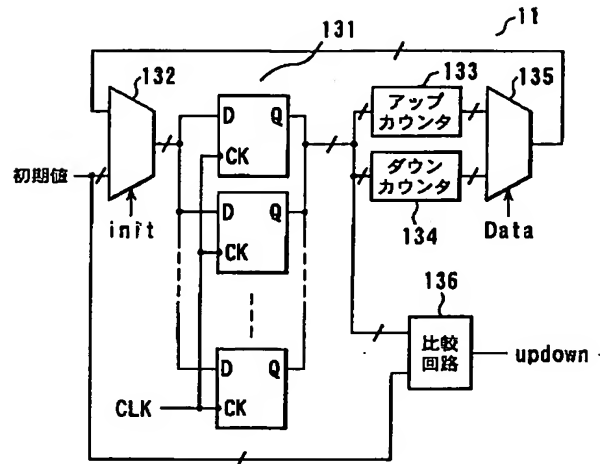 11
131
132
133
135
アップ
カウンタ
D Q
CK
初期値
init
ダウン
カウンタ
134
Data
D Q
CK
136
比較
回路
updown
D Q
CK
CLK